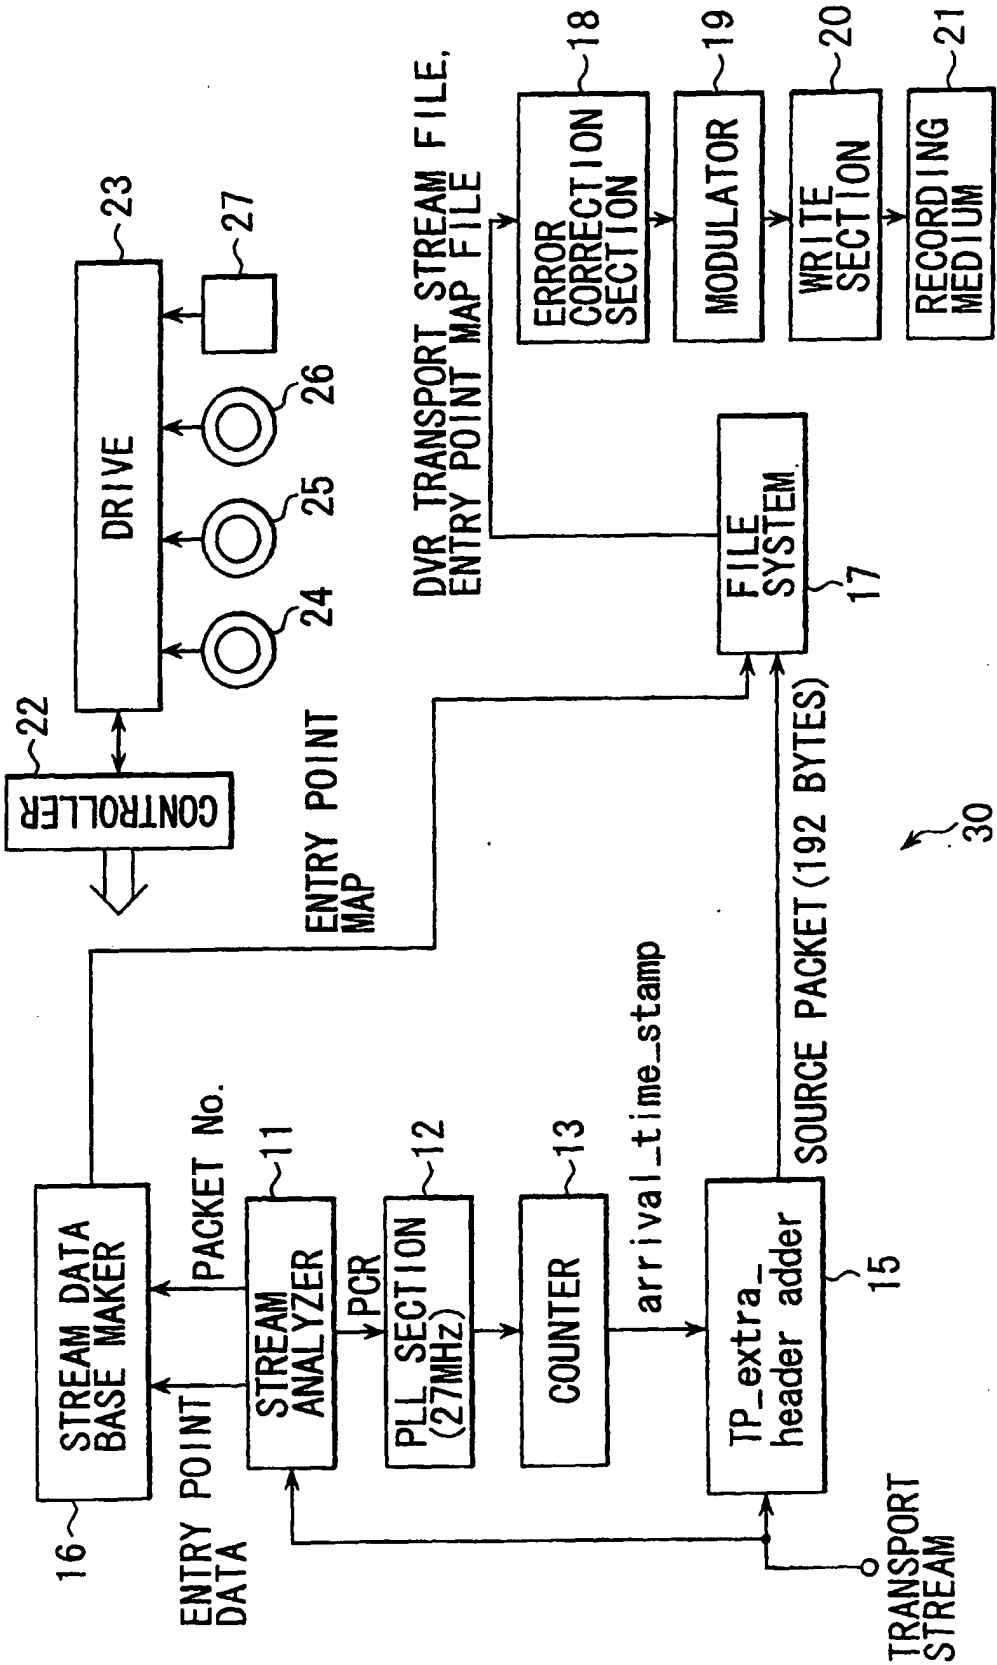 22
CONTROLLER
23
DRIVE
24
25
26
27
16
STREAM DATA
BASE MAKER
ENTRY POINT
DATA
PACKET No.
ENTRY POINT
MAP
11
STREAM
ANALYZER
PCR
12
PLL SECTION
(27MHz)
13
COUNTER
arrival_time_stamp
TP_extra_
header adder
15
TRANSPORT
STREAM
SOURCE PACKET(192 BYTES)
FILE
SYSTEM
17
DVR TRANSPORT STREAM FILE,
ENTRY POINT MAP FILE
18
ERROR
CORRECTION
SECTION
19
MODULATOR
20
WRITE
SECTION
21
RECORDING
MEDIUM
30